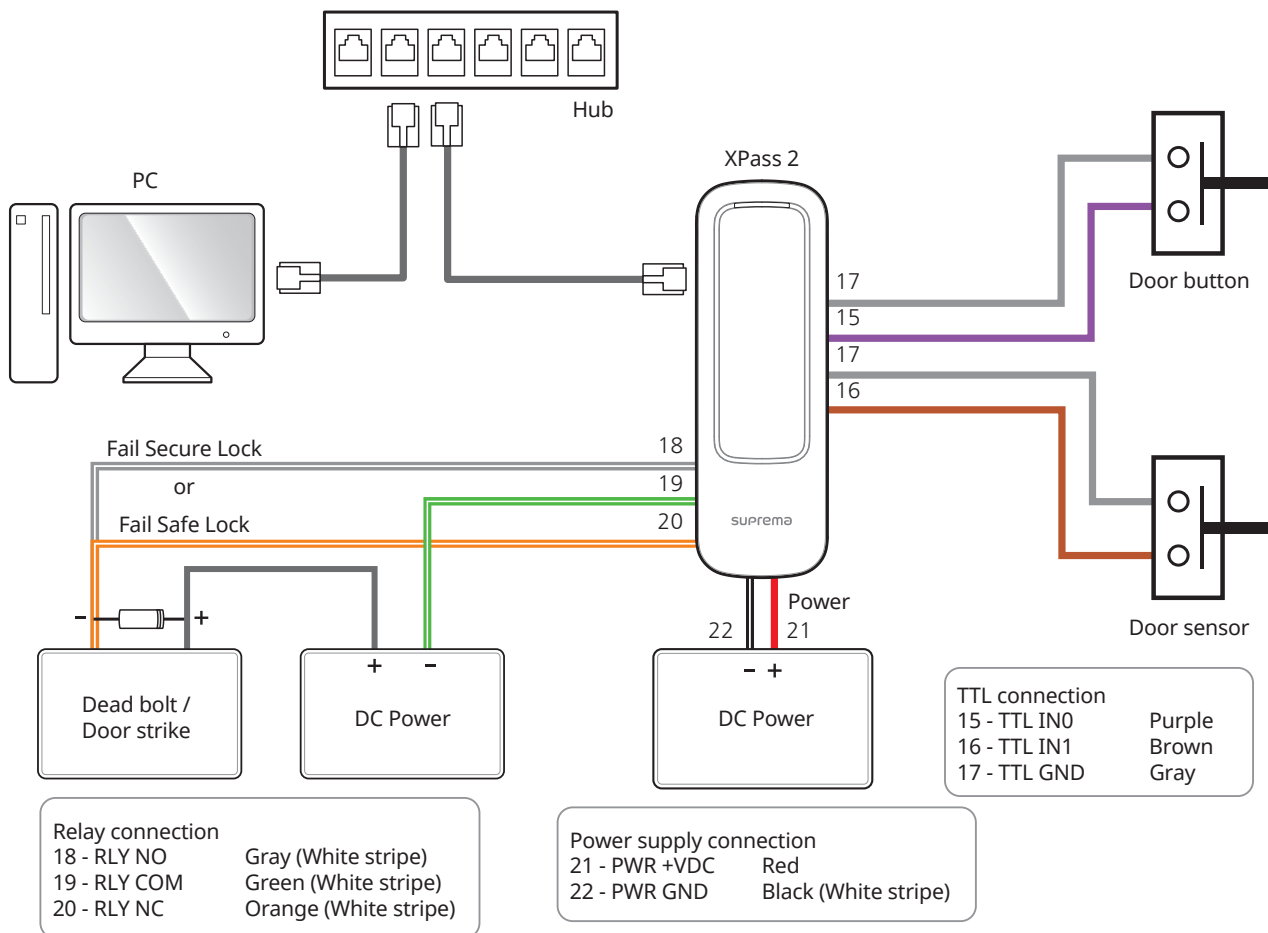 Hub
XPass 2
PC
17
15
17
16
Door button
Fail Secure Lock
18
or
19
Fail Safe Lock
20
suprema
Power
22
21
Door sensor
- +
+ -
- +
Dead bolt /
Door strike
DC Power
DC Power
TTL connection
15 - TTL IN0 Purple
16 - TTL IN1 Brown
17 - TTL GND Gray
Relay connection
18 - RLY NO Gray (White stripe)
19 - RLY COM Green (White stripe)
20 - RLY NC Orange (White stripe)
Power supply connection
21 - PWR +VDC Red
22 - PWR GND Black (White stripe)